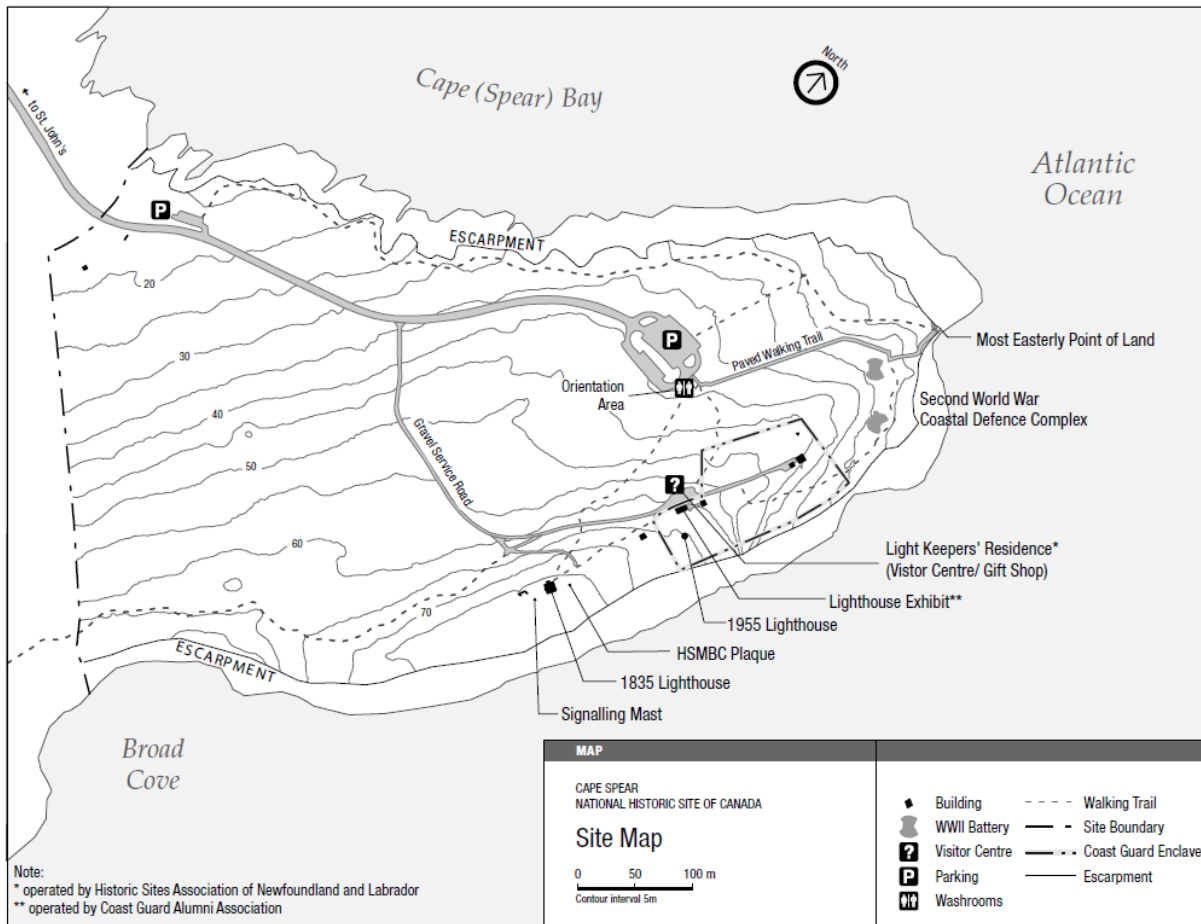 North
Cape (Spear) Bay
to St. John's
Atlantic
Ocean
P
ESCARPMENT
20
Most Easterly Point of Land
P
Paved Walking Trail
30
Orientation
Area
Second World War
Coastal Defence Complex
40
Gravel Service Road
50
?
60
Light Keepers' Residence*
(Vistor Centre/ Gift Shop)
Lighthouse Exhibit**
70
1955 Lighthouse
ESCARPMENT
HSMBC Plaque
1835 Lighthouse
Signalling Mast
Broad
Cove
MAP
CAPE SPEAR
NATIONAL HISTORIC SITE OF CANADA
Site Map
0 50 100 m
Contour interval 5m
Building
WWII Battery
? Visitor Centre
P Parking
Washrooms
Walking Trail
Site Boundary
Coast Guard Enclave
Escarpment
Note:
* operated by Historic Sites Association of Newfoundland and Labrador
** operated by Coast Guard Alumni Association